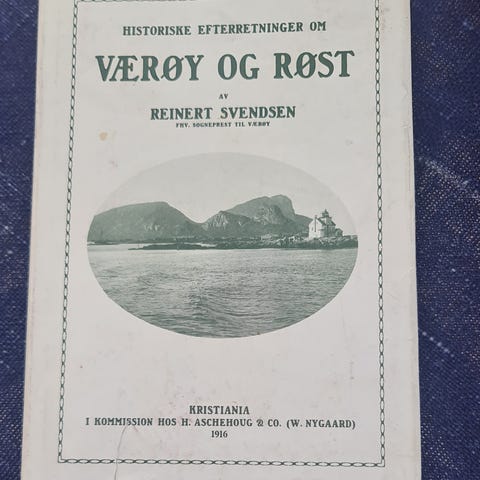 HISTORISKE EFTERRETNINGER OM
VÆRØY OG RØST
AV
REINERT SVENDSEN
FHV. SOGNEPREST TIL VÆRØY
KRISTIANIA
I KOMMISSION HOS H. ASCHEHOUG & CO. (W. NYGAARD)
1916